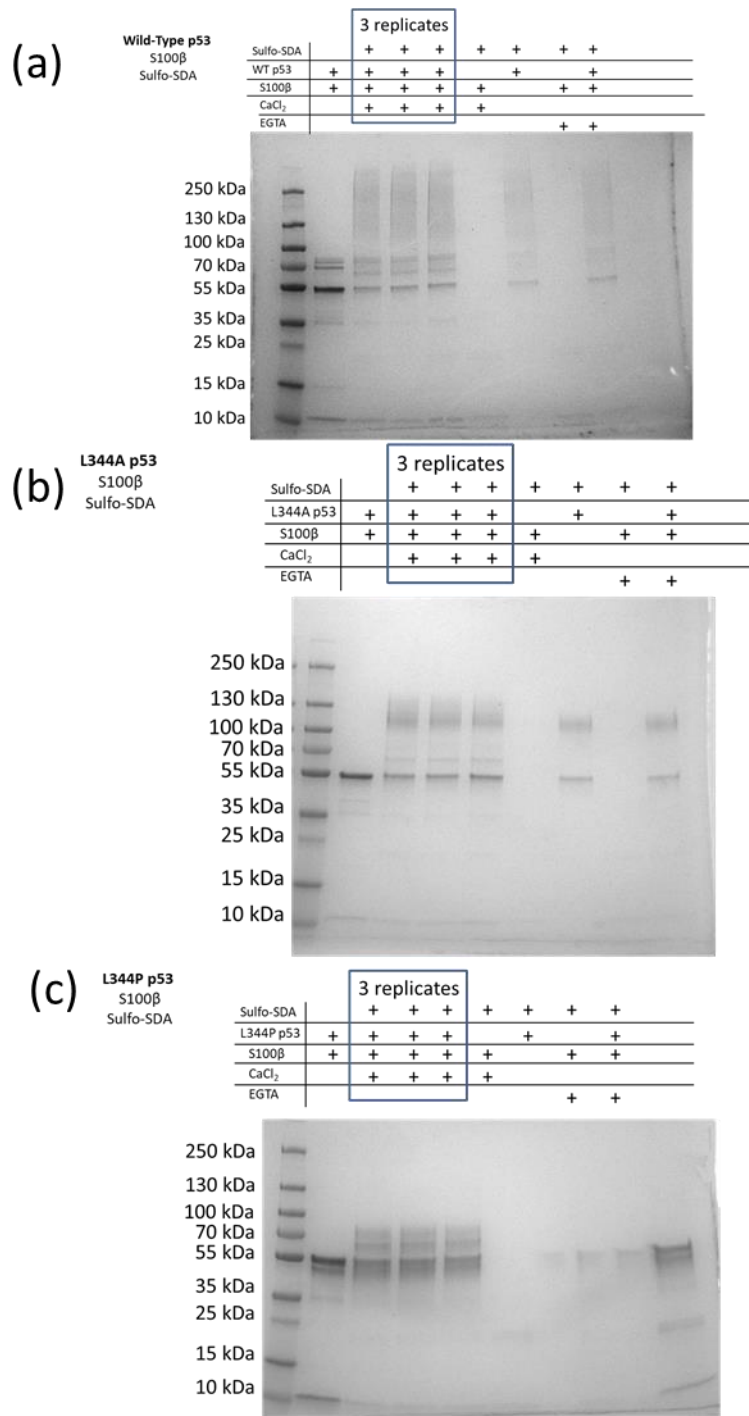 (a)
Wild-Type p53
S100β
Sulfo-SDA
3 replicates
Sulfo-SDA + + + + + + +
WT p53 + + + + + +
S100β + + + + + + +
CaCl₂ + + + +
EGTA + +
250 kDa
130 kDa
100 kDa
70 kDa
55 kDa
35 kDa
25 kDa
15 kDa
10 kDa
(b)
L344A p53
S100β
Sulfo-SDA
3 replicates
Sulfo-SDA + + + + + + +
L344A p53 + + + + + +
S100β + + + + + + +
CaCl₂ + + + +
EGTA + +
250 kDa
130 kDa
100 kDa
70 kDa
55 kDa
35 kDa
25 kDa
15 kDa
10 kDa
(c)
L344P p53
S100β
Sulfo-SDA
3 replicates
Sulfo-SDA + + + + + + +
L344P p53 + + + + + +
S100β + + + + + + +
CaCl₂ + + + +
EGTA + +
250 kDa
130 kDa
100 kDa
70 kDa
55 kDa
35 kDa
25 kDa
15 kDa
10 kDa